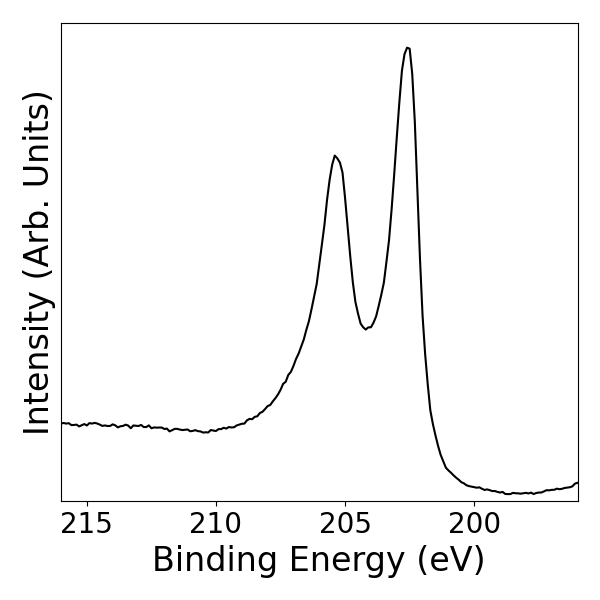 Intensity (Arb. Units)
215 210 205 200
Binding Energy (eV)